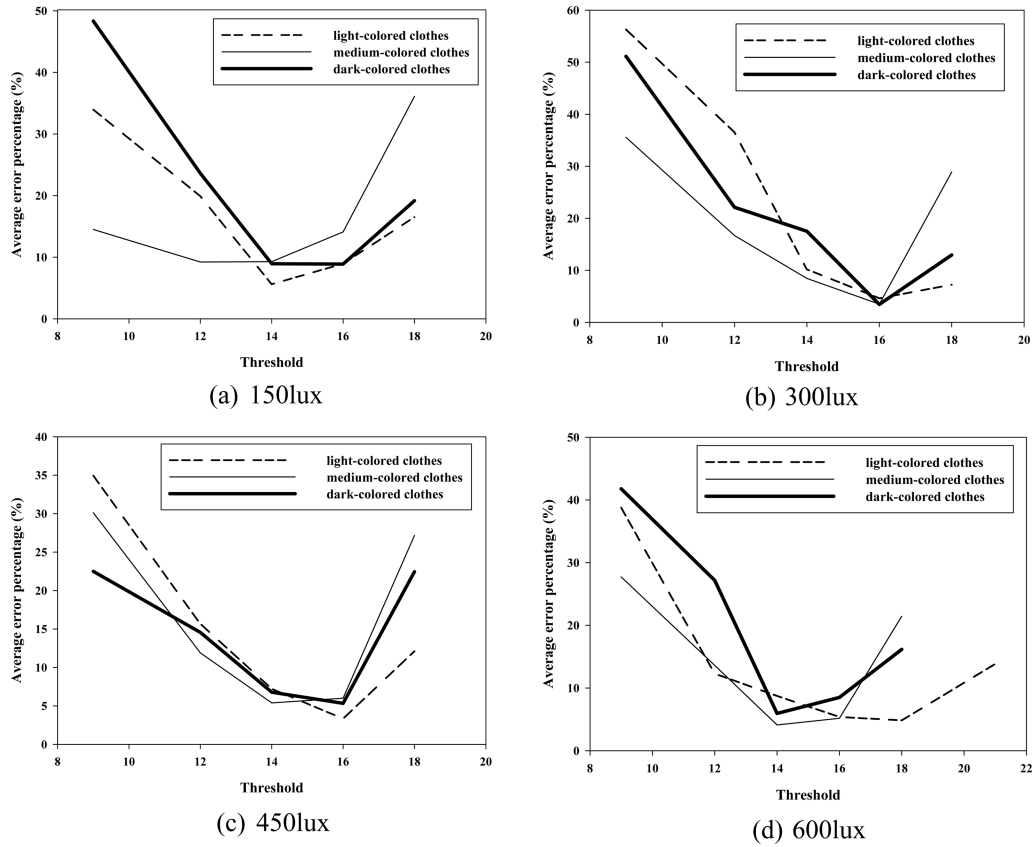 50
40
30
20
10
0
Average error percentage (%)
light-colored clothes
medium-colored clothes
dark-colored clothes
8 10 12 14 16 18 20
Threshold
(a) 150lux
60
50
40
30
20
10
0
Average error percentage (%)
light-colored clothes
medium-colored clothes
dark-colored clothes
8 10 12 14 16 18 20
Threshold
(b) 300lux
40
35
30
25
20
15
10
5
0
Average error percentage (%)
light-colored clothes
medium-colored clothes
dark-colored clothes
8 10 12 14 16 18 20
Threshold
(c) 450lux
50
40
30
20
10
0
Average error percentage (%)
light-colored clothes
medium-colored clothes
dark-colored clothes
8 10 12 14 16 18 20 22
Threshold
(d) 600lux